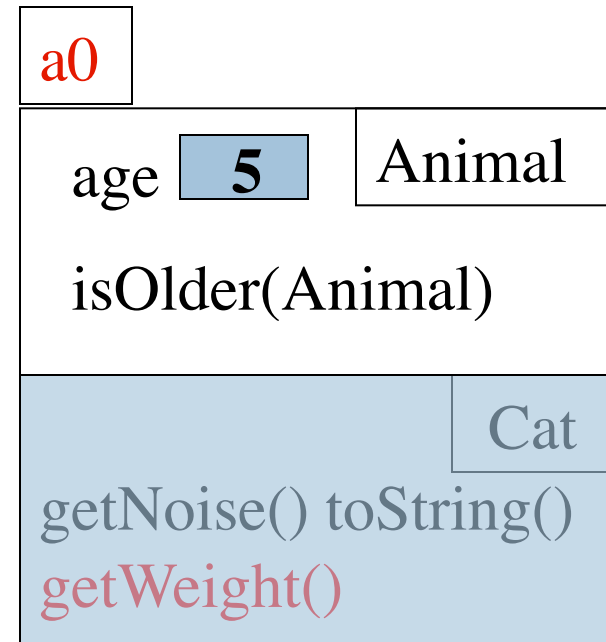 a0
age 5 Animal
isOlder(Animal)
Cat
getNoise() toString()
getWeight()